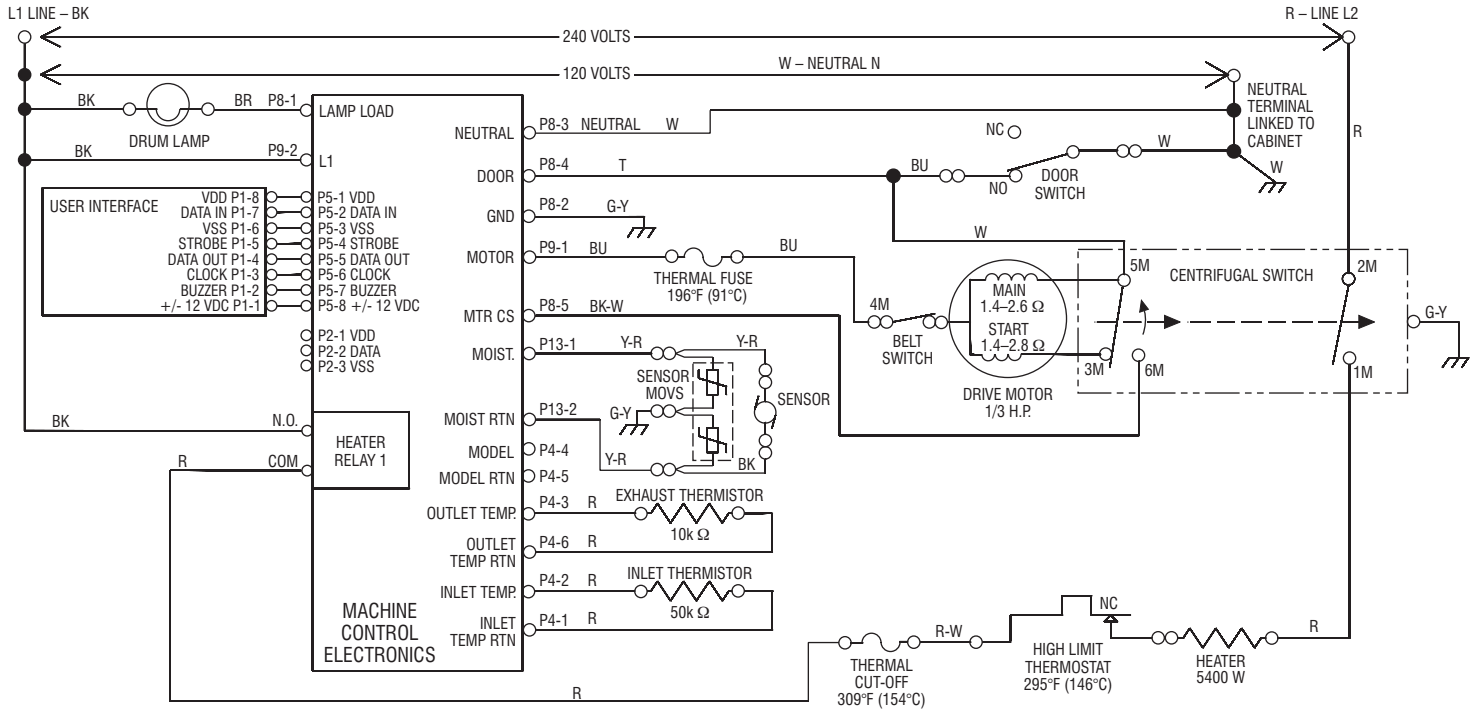 L1 LINE – BK
R – LINE L2
240 VOLTS
120 VOLTS
W – NEUTRAL N
BK
BR
P8-1
LAMP LOAD
DRUM LAMP
NEUTRAL
P8-3
NEUTRAL
W
NC
NEUTRAL
TERMINAL
LINKED TO
CABINET
R
BK
P9-2
L1
DOOR
P8-4
T
BU
NO
DOOR
SWITCH
W
W
USER INTERFACE
VDD P1-8
P5-1 VDD
DATA IN P1-7
P5-2 DATA IN
VSS P1-6
P5-3 VSS
STROBE P1-5
P5-4 STROBE
DATA OUT P1-4
P5-5 DATA OUT
CLOCK P1-3
P5-6 CLOCK
BUZZER P1-2
P5-7 BUZZER
+/- 12 VDC P1-1
P5-8 +/- 12 VDC
P2-1 VDD
P2-2 DATA
P2-3 VSS
GND
P8-2
G-Y
W
MOTOR
P9-1
BU
BU
THERMAL FUSE
196°F (91°C)
5M
CENTRIFUGAL SWITCH
2M
MAIN
1.4–2.6 Ω
START
1.4–2.8 Ω
4M
BELT
SWITCH
3M
6M
1M
G-Y
DRIVE MOTOR
1/3 H.P.
MTR CS
P8-5
BK-W
MOIST.
P13-1
Y-R
Y-R
SENSOR
MOVS
SENSOR
G-Y
MOIST RTN
P13-2
Y-R
BK
BK
N.O.
HEATER
RELAY 1
R
COM
MODEL
P4-4
MODEL RTN
P4-5
OUTLET TEMP.
P4-3
R
EXHAUST THERMISTOR
10k Ω
OUTLET
TEMP RTN
P4-6
R
INLET TEMP.
P4-2
R
INLET THERMISTOR
50k Ω
INLET
TEMP RTN
P4-1
R
MACHINE
CONTROL
ELECTRONICS
R
THERMAL
CUT-OFF
309°F (154°C)
R-W
NC
HIGH LIMIT
THERMOSTAT
295°F (146°C)
HEATER
5400 W
R